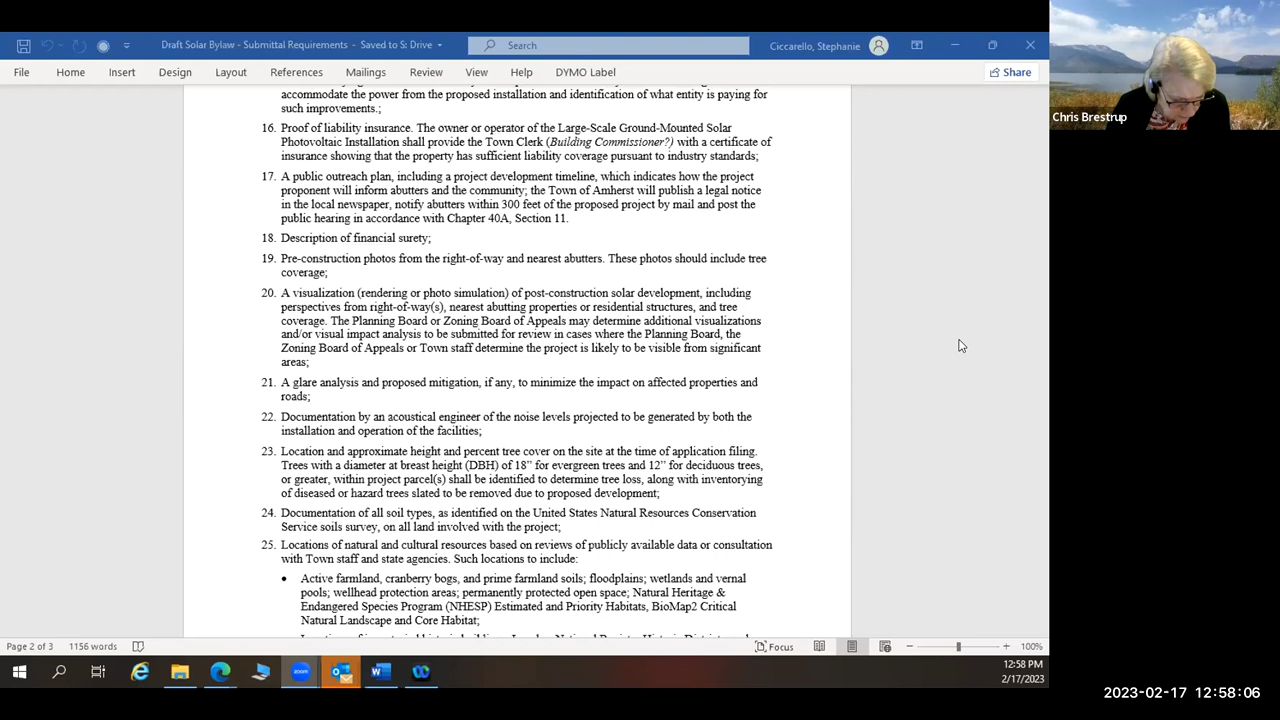 Draft Solar Bylaw - Submittal Requirements - Saved to S: Drive
Search
Ciccarello, Stephanie
File Home Insert Design Layout References Mailings Review View Help DYMO Label
Share
Chris Brestrup
accommodate the power from the proposed installation and identification of what entity is paying for
such improvements.;
16. Proof of liability insurance. The owner or operator of the Large-Scale Ground-Mounted Solar
Photovoltaic Installation shall provide the Town Clerk (Building Commissioner?) with a certificate of
insurance showing that the property has sufficient liability coverage pursuant to industry standards;
17. A public outreach plan, including a project development timeline, which indicates how the project
proponent will inform abutters and the community; the Town of Amherst will publish a legal notice
in the local newspaper, notify abutters within 300 feet of the proposed project by mail and post the
public hearing in accordance with Chapter 40A, Section 11.
18. Description of financial surety;
19. Pre-construction photos from the right-of-way and nearest abutters. These photos should include tree
coverage;
20. A visualization (rendering or photo simulation) of post-construction solar development, including
perspectives from right-of-way(s), nearest abutting properties or residential structures, and tree
coverage. The Planning Board or Zoning Board of Appeals may determine additional visualizations
and/or visual impact analysis to be submitted for review in cases where the Planning Board, the
Zoning Board of Appeals or Town staff determine the project is likely to be visible from significant
areas;
21. A glare analysis and proposed mitigation, if any, to minimize the impact on affected properties and
roads;
22. Documentation by an acoustical engineer of the noise levels projected to be generated by both the
installation and operation of the facilities;
23. Location and approximate height and percent tree cover on the site at the time of application filing.
Trees with a diameter at breast height (DBH) of 18” for evergreen trees and 12” for deciduous trees,
or greater, within project parcel(s) shall be identified to determine tree loss, along with inventorying
of diseased or hazard trees slated to be removed due to proposed development;
24. Documentation of all soil types, as identified on the United States Natural Resources Conservation
Service soils survey, on all land involved with the project;
25. Locations of natural and cultural resources based on reviews of publicly available data or consultation
with Town staff and state agencies. Such locations to include:
• Active farmland, cranberry bogs, and prime farmland soils; floodplains; wetlands and vernal
pools; wellhead protection areas; permanently protected open space; Natural Heritage &
Endangered Species Program (NHESP) Estimated and Priority Habitats, BioMap2 Critical
Natural Landscape and Core Habitat;
Page 2 of 3 1156 words
Focus
100%
zoom
12:58 PM
2/17/2023
2023-02-17 12:58:06